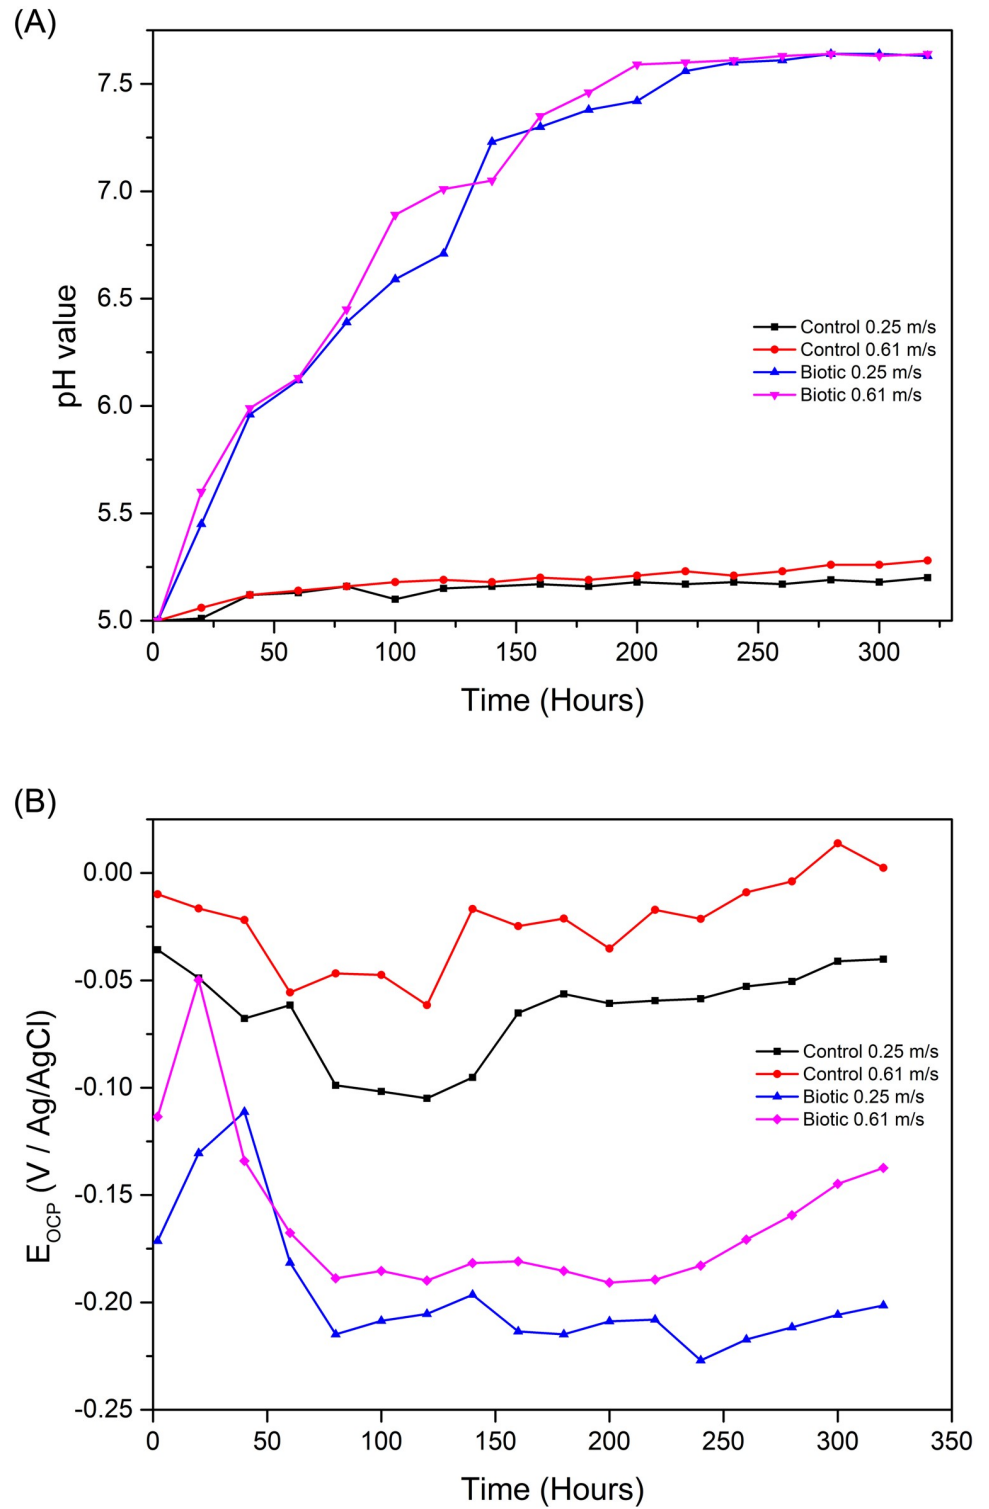 (A)
7.5
7.0
6.5
6.0
5.5
5.0
pH value
Control 0.25 m/s
Control 0.61 m/s
Biotic 0.25 m/s
Biotic 0.61 m/s
0 50 100 150 200 250 300
Time (Hours)
(B)
0.00
-0.05
-0.10
-0.15
-0.20
-0.25
EOCP (V / Ag/AgCl)
Control 0.25 m/s
Control 0.61 m/s
Biotic 0.25 m/s
Biotic 0.61 m/s
0 50 100 150 200 250 300 350
Time (Hours)